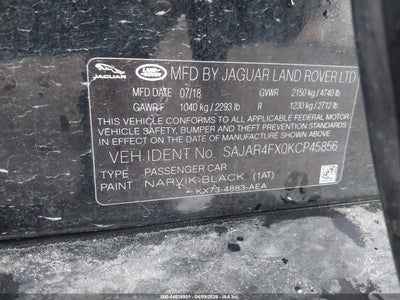 JAGUAR LAND ROVER MFD BY JAGUAR LAND ROVER LTD
MFD DATE 07/18 GVWR 2150 kg / 4740 lb
GAWR F 1040 kg / 2293 lb R 1230 kg / 2712 lb
THIS VEHICLE CONFORMS TO ALL APPLICABLE FEDERAL MOTOR
VEHICLE SAFETY, BUMPER, AND THEFT PREVENTION STANDARDS
IN EFFECT ON THE DATE OF MANUFACTURE SHOWN ABOVE
VEH.IDENT No. SAJAR4FX0KCP45856
TYPE PASSENGER CAR
PAINT NARVIK BLACK (1AT)
KX73-4883-AEA